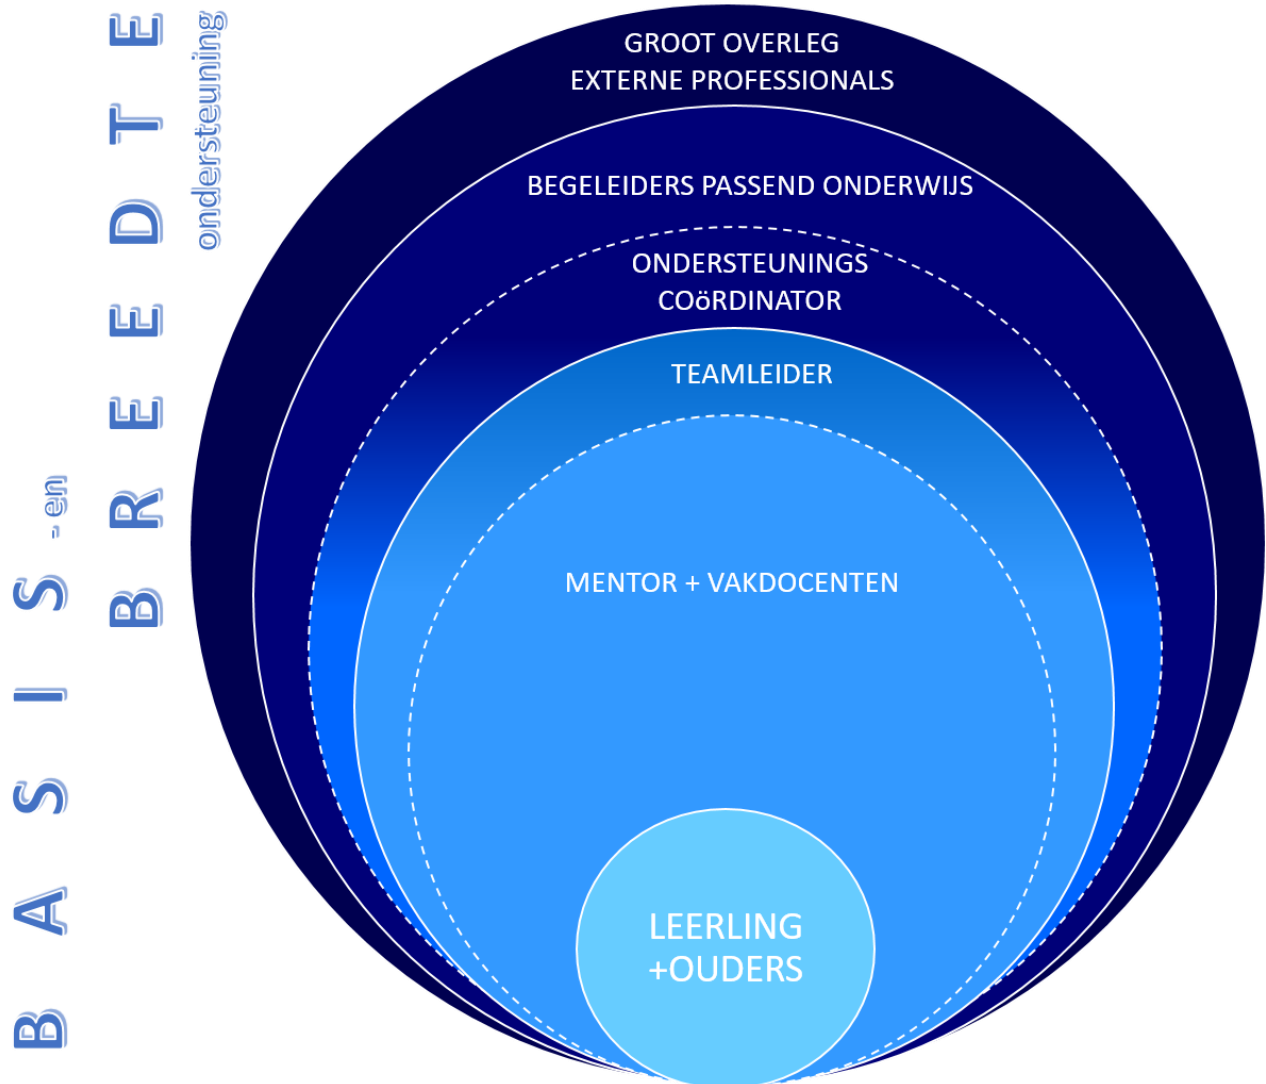 BASIS - en
BREEDTE
ondersteuning
GROOT OVERLEG
EXTERNE PROFESSIONALS
BEGELEIDERS PASSEND ONDERWIJS
ONDERSTEUNINGS
COöRDINATOR
TEAMLEIDER
MENTOR + VAKDOCENTEN
LEERLING
+OUDERS